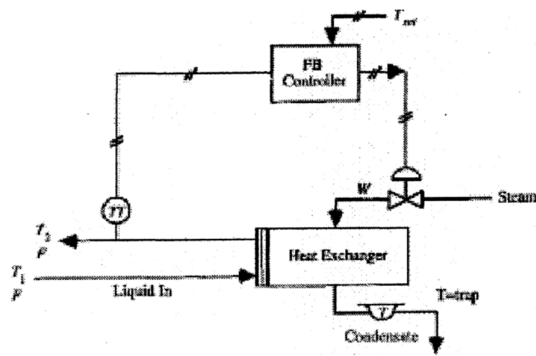 T_ref
FB
Controller
TT
W
Steam
T_2
F
Heat Exchanger
T_1
F
Liquid In
T=trap
T
Condensate